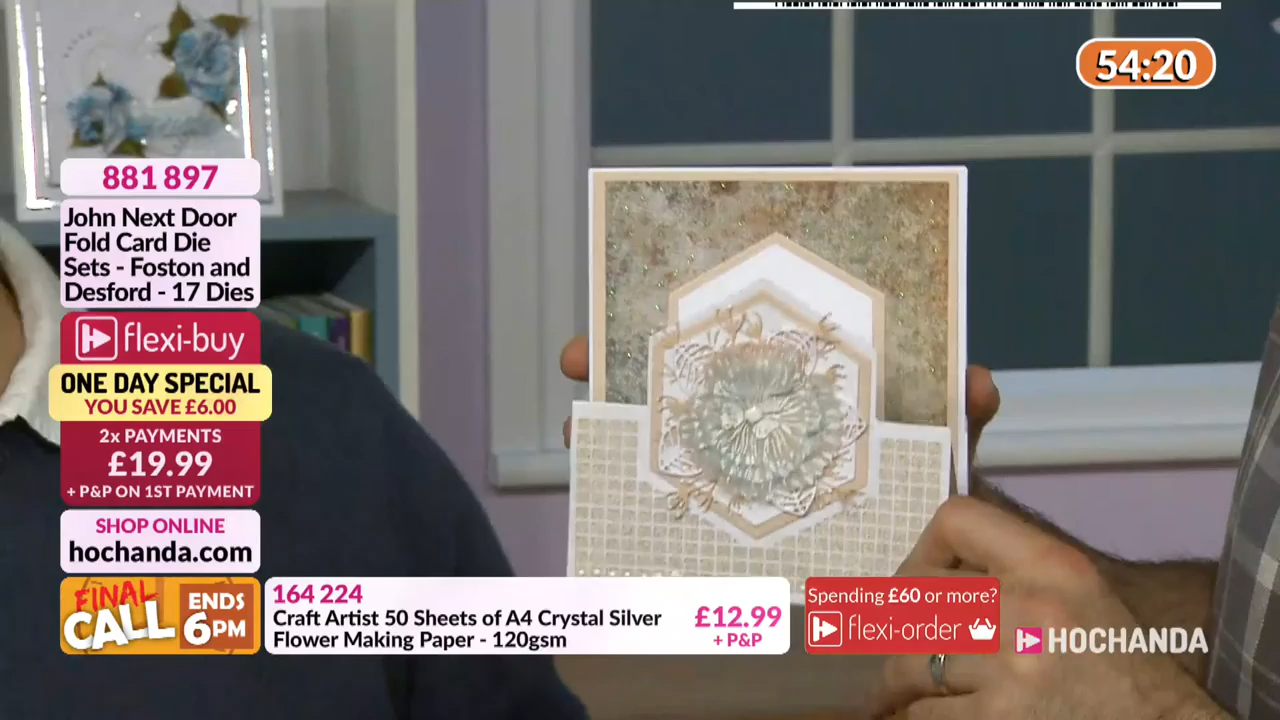 54:20
881 897
John Next Door
Fold Card Die
Sets - Foston and
Desford - 17 Dies
flexi-buy
ONE DAY SPECIAL
YOU SAVE £6.00
2x PAYMENTS
£19.99
+ P&P ON 1ST PAYMENT
SHOP ONLINE
hochanda.com
FINAL
CALL
ENDS
6PM
164 224
Craft Artist 50 Sheets of A4 Crystal Silver
Flower Making Paper - 120gsm
£12.99
+ P&P
Spending £60 or more?
flexi-order
HOCHANDA